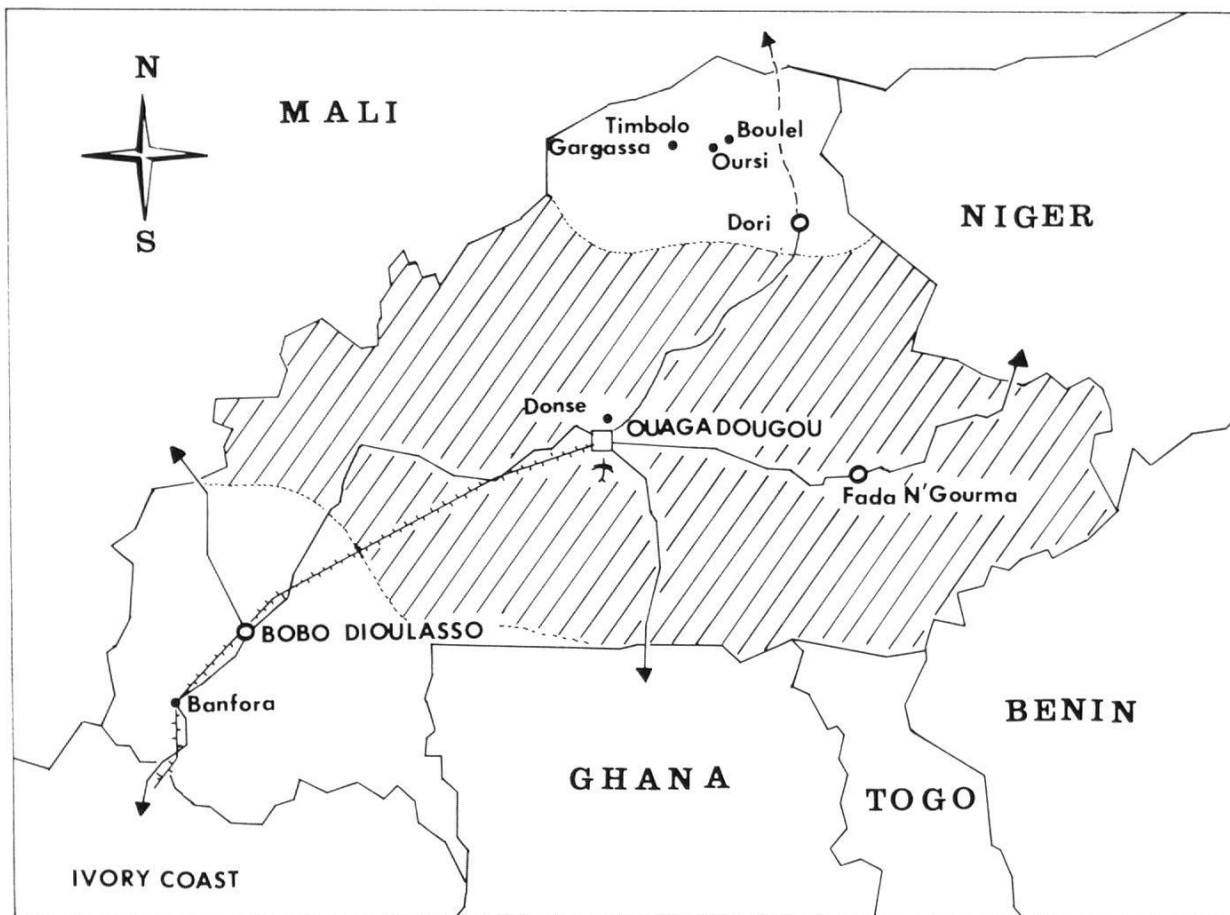 N
MALI
S
Timbolo
Gargassa
Boulel
Oursi
Dori
NIGER
Donse
OUAGADOUGOU
Fada N'Gourma
BOBO DIOULASSO
Banfora
GHANA
TOGO
BENIN
IVORY COAST